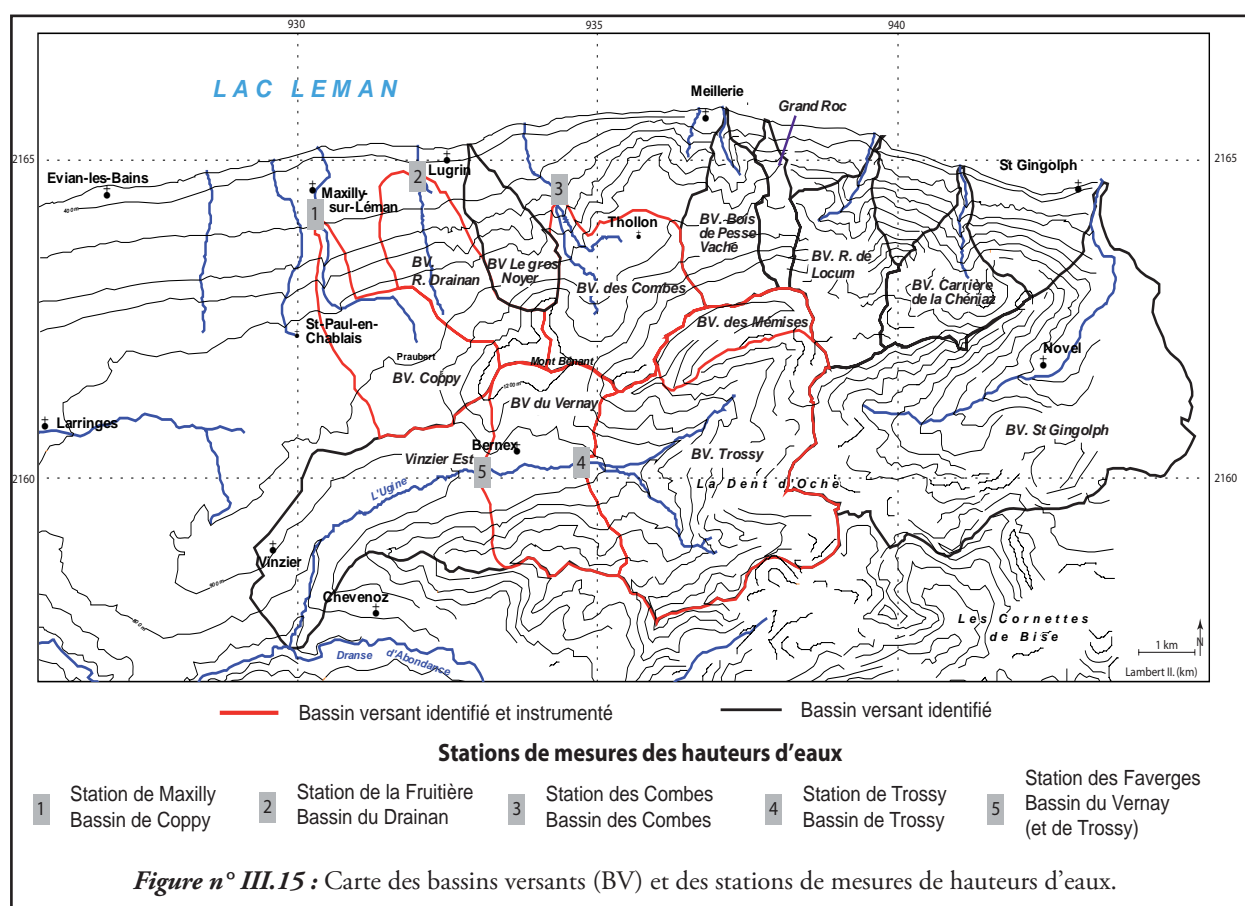 930
935
940
LAC LEMAN
Meillerie
Grand Roc
2165
2165
Evian-les-Bains
Lugrin
St Gingolph
2
3
1
Maxilly-
sur-Léman
400m
Thollon
BV. Bois
de Pesse
Vache
BV.
R. Drainan
BV Le gros
Noyer
BV. des Combes
BV. R. de
Locum
BV. Carrière
de la Chéniaz
BV. des Mémises
St-Paul-en-
Chablais
Praubert
Mont Bénant
Novel
BV. Coppy
1200m
BV du Vernay
Larringes
BV. St Gingolph
Bernex
Vinzier Est
BV. Trossy
5
4
La Dent d'Oche
2160
2160
L'Ugine
Vinzier
800m
Chevenoz
Les Cornettes
de Bise
Dranse d'Abondance
N
1 km
Lambert II. (km)
Bassin versant identifié et instrumenté
Bassin versant identifié
Stations de mesures des hauteurs d'eaux
1 Station de Maxilly
Bassin de Coppy
2 Station de la Fruitière
Bassin du Drainan
3 Station des Combes
Bassin des Combes
4 Station de Trossy
Bassin de Trossy
5 Station des Faverges
Bassin du Vernay
(et de Trossy)
Figure n° III.15 : Carte des bassins versants (BV) et des stations de mesures de hauteurs d'eaux.